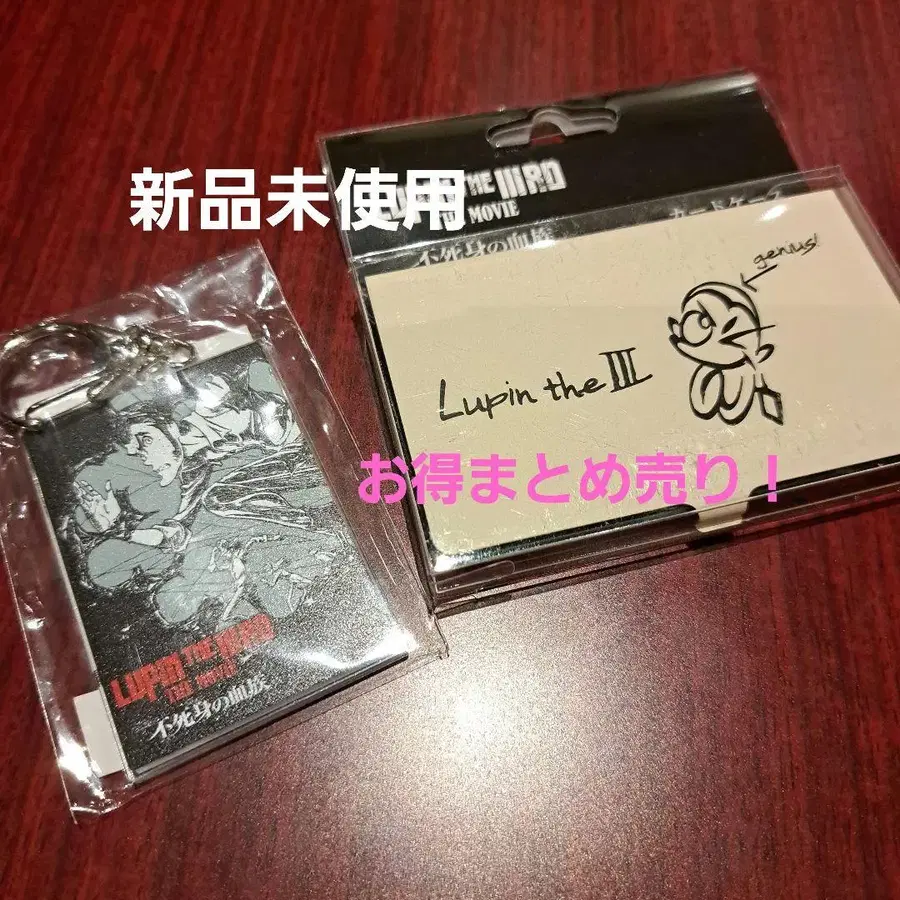 新品未使用
THE IIIRD
MOVIE
カードケース
不死身の血族
genius!
Lupin the III
お得まとめ売り！
LUPIN THE IIIRD
THE MOVIE
不死身の血族